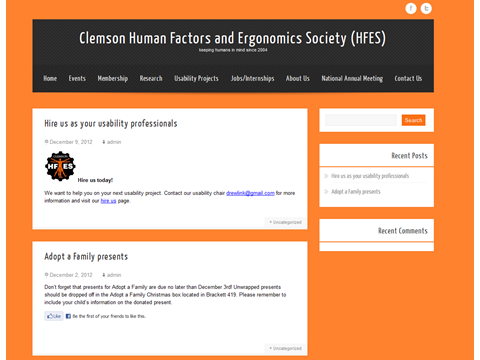 Clemson Human Factors and Ergonomics Society (HFES)
keeping humans in mind since 2004
Home Events Membership Research Usability Projects Jobs/Internships About Us National Annual Meeting Contact Us
Hire us as your usability professionals
December 9, 2012 admin
HFES
Hire us today!
We want to help you on your next usability project. Contact our usability chair drewlink@gmail.com for more
information and visit our hire us page.
Uncategorized
Adopt a Family presents
December 2, 2012 admin
Don't forget that presents for Adopt a Family are due no later than December 3rd! Unwrapped presents
should be dropped off in the Adopt a Family Christmas box located in Brackett 419. Please remember to
include your child's information on the donated present.
Like Be the first of your friends to like this.
Uncategorized
Search
Recent Posts
Hire us as your usability professionals
Adopt a Family presents
Recent Comments